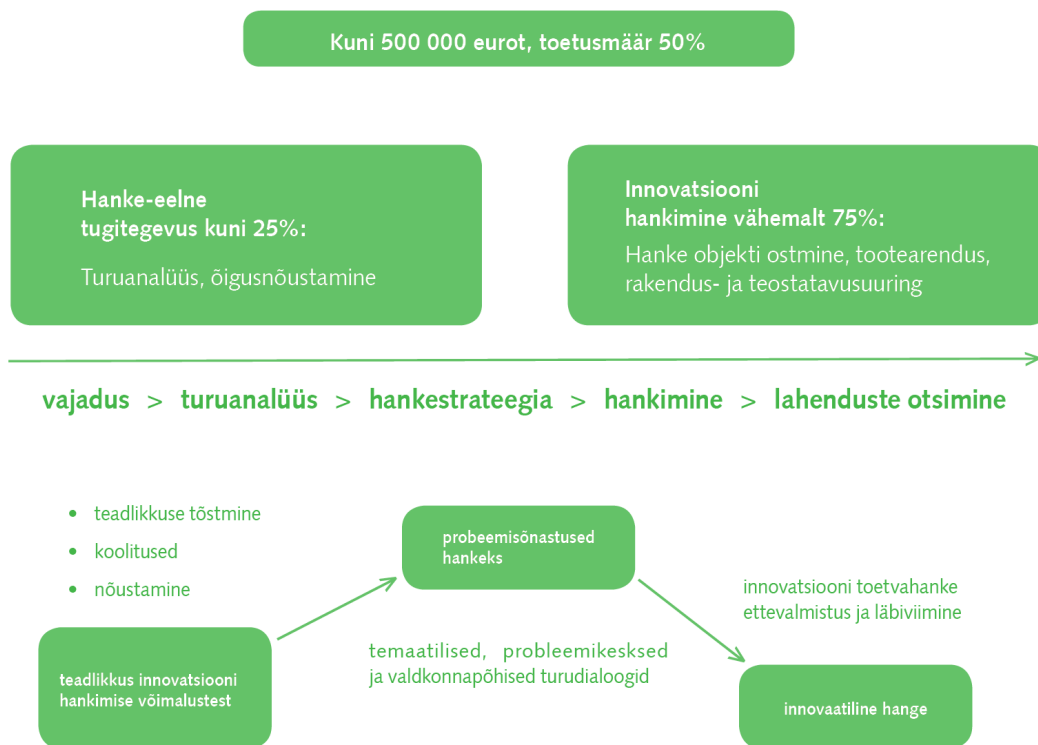 Kuni 500 000 eurot, toetusmäär 50%
Hanke-eelne
tugitegevus kuni 25%:
Turuanalüüs, õigusnõustamine
Innovatsiooni
hankimine vähemalt 75%:
Hanke objekti ostmine, tootearendus,
rakendus- ja teostatavusuuring
vajadus > turuanalüüs > hankestrateegia > hankimine > lahenduste otsimine
• teadlikkuse tõstmine
• koolitused
• nõustamine
teadlikkus innovatsiooni
hankimise võimalustest
probeemisõnastused
hankeks
temaatilised, probleemikesksed
ja valdkonnapõhised turudialoogid
innovatsiooni toetvahanke
ettevalmistus ja läbiviimine
innovaatiline hange